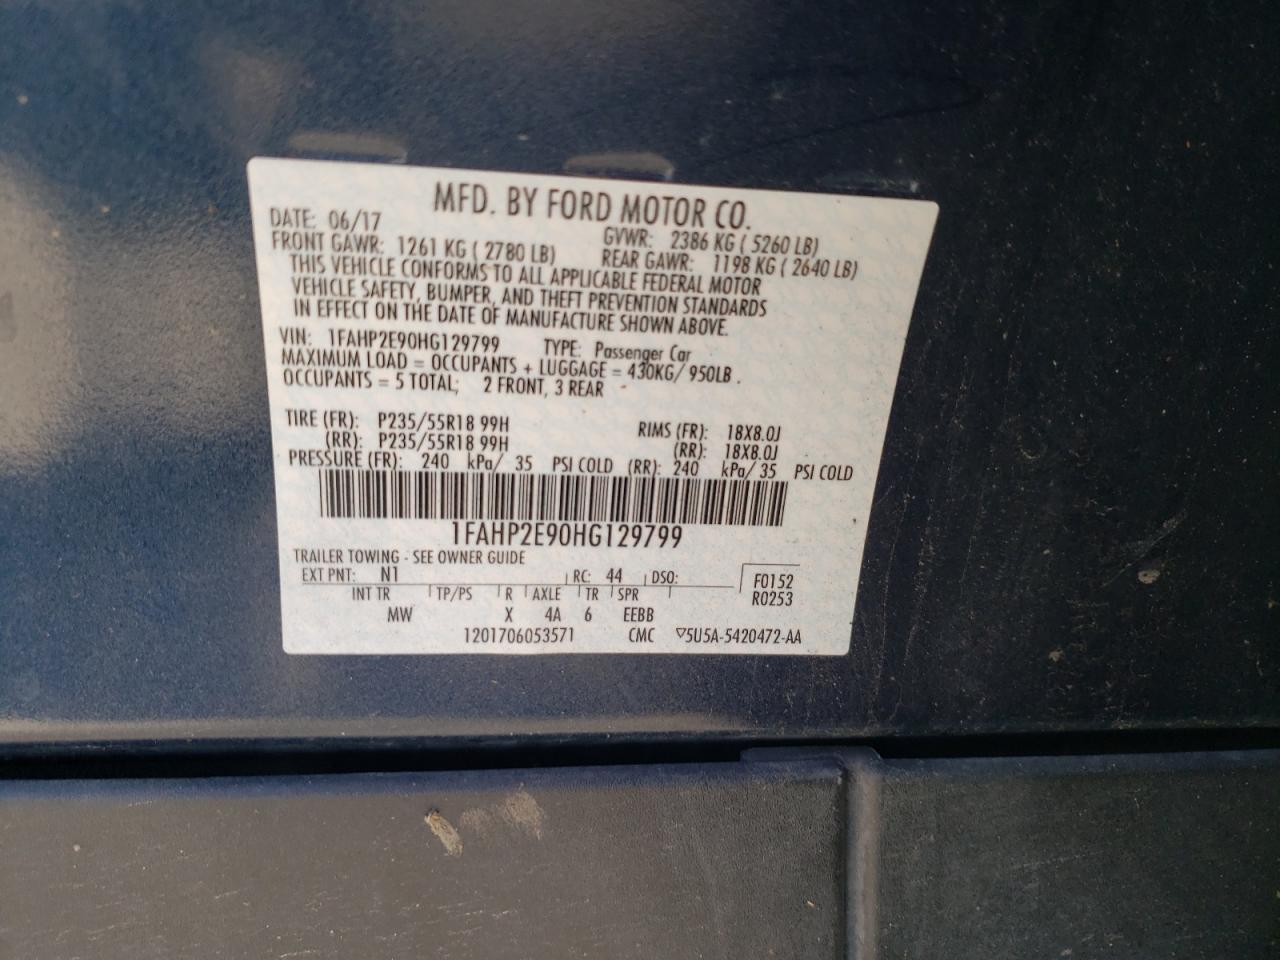 MFD. BY FORD MOTOR CO.
DATE: 06/17 GVWR: 2386 KG ( 5260 LB)
FRONT GAWR: 1261 KG ( 2780 LB) REAR GAWR: 1198 KG ( 2640 LB)
THIS VEHICLE CONFORMS TO ALL APPLICABLE FEDERAL MOTOR
VEHICLE SAFETY, BUMPER, AND THEFT PREVENTION STANDARDS
IN EFFECT ON THE DATE OF MANUFACTURE SHOWN ABOVE.
VIN: 1FAHP2E90HG129799 TYPE: Passenger Car
MAXIMUM LOAD = OCCUPANTS + LUGGAGE = 430KG/ 950LB .
OCCUPANTS = 5 TOTAL; 2 FRONT, 3 REAR
TIRE (FR): P235/55R18 99H RIMS (FR): 18X8.0J
(RR): P235/55R18 99H (RR): 18X8.0J
PRESSURE (FR): 240 kPa/ 35 PSI COLD (RR): 240 kPa/ 35 PSI COLD
1FAHP2E90HG129799
TRAILER TOWING - SEE OWNER GUIDE
EXT PNT: N1 RC: 44 DSO: F0152
INT TR TP/PS R AXLE TR SPR R0253
MW X 4A 6 EEBB
1201706053571 CMC ▽5U5A-5420472-AA